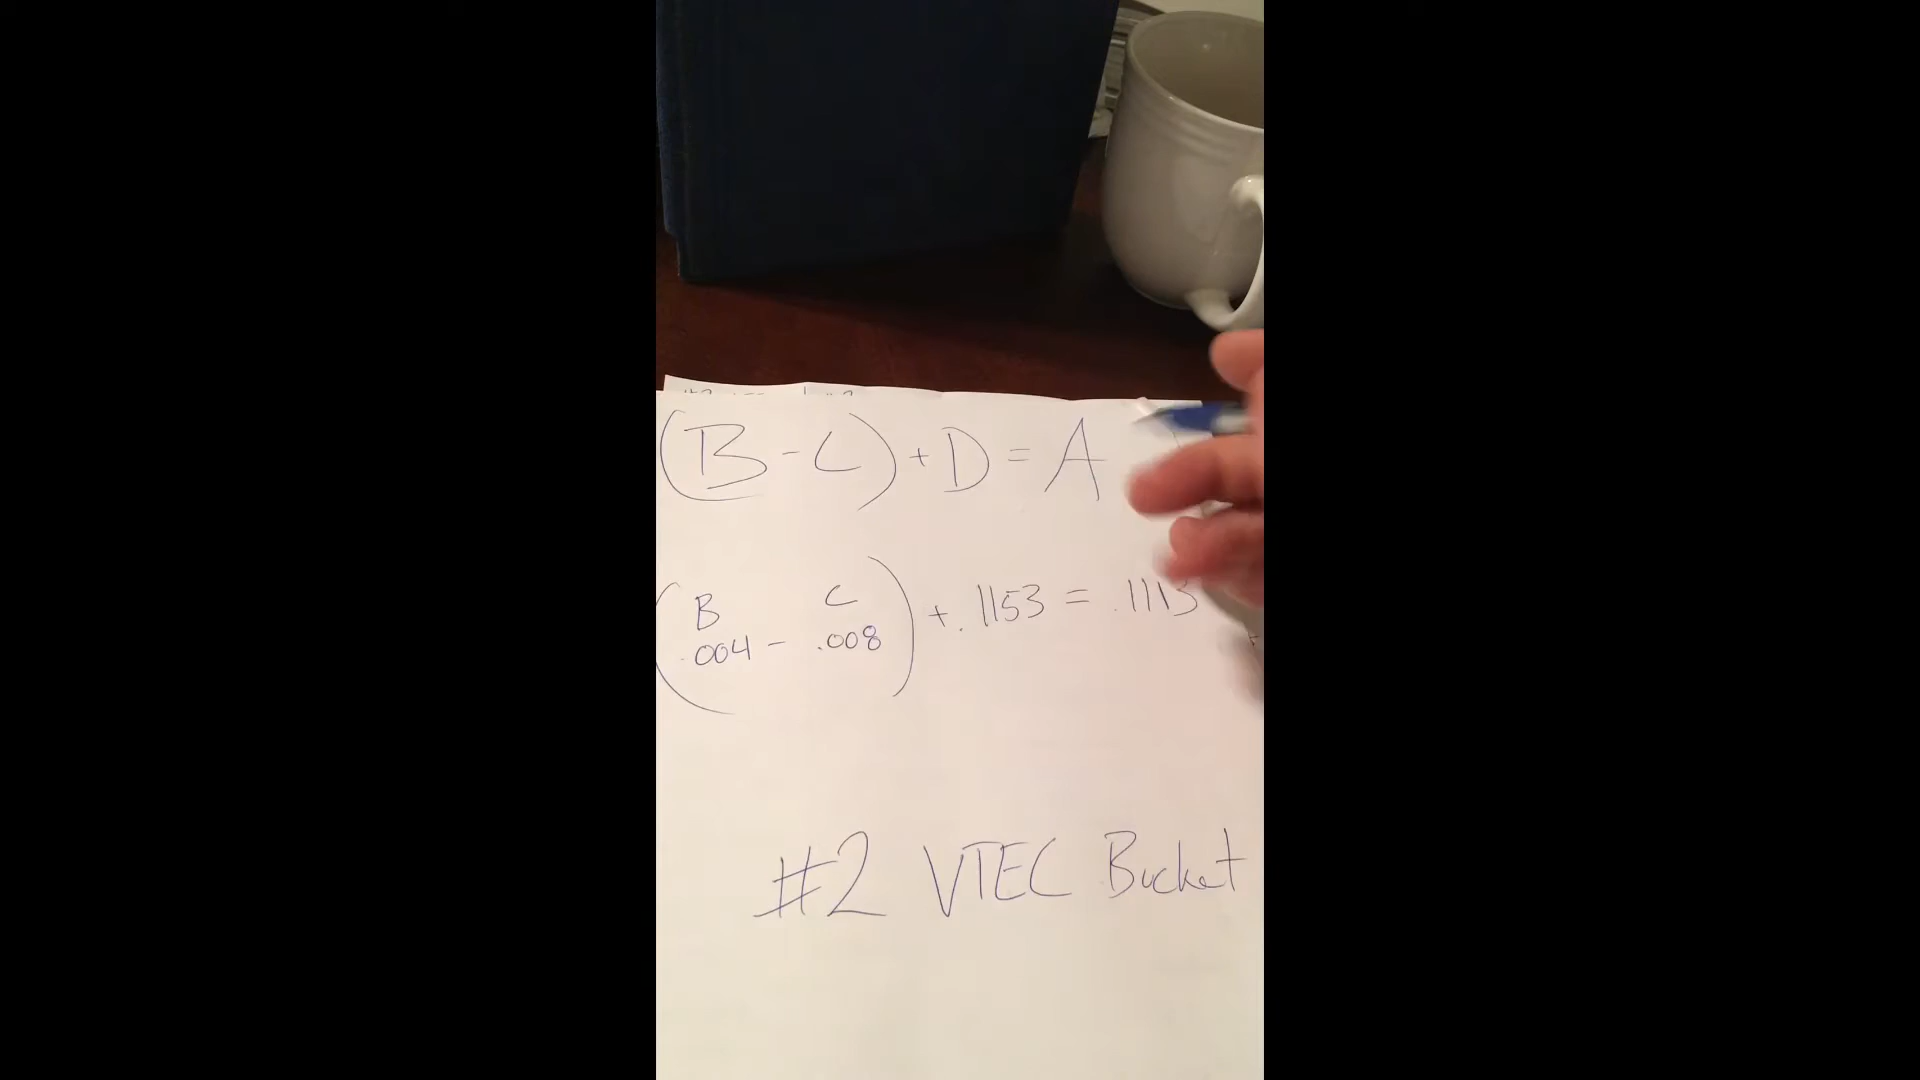 (B - C) + D = A
B C
(.004 - .008) + .1153 = .1113
#2 VTEC Bucket